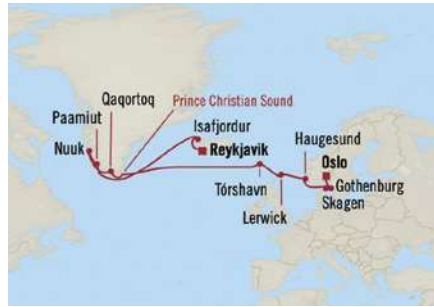 Qaqortoq
Prince Christian Sound
Paamiut
Isafjordur
Nuuk
Reykjavik
Haugesund
Oslo
Tórshavn
Gothenburg
Skagen
Lerwick